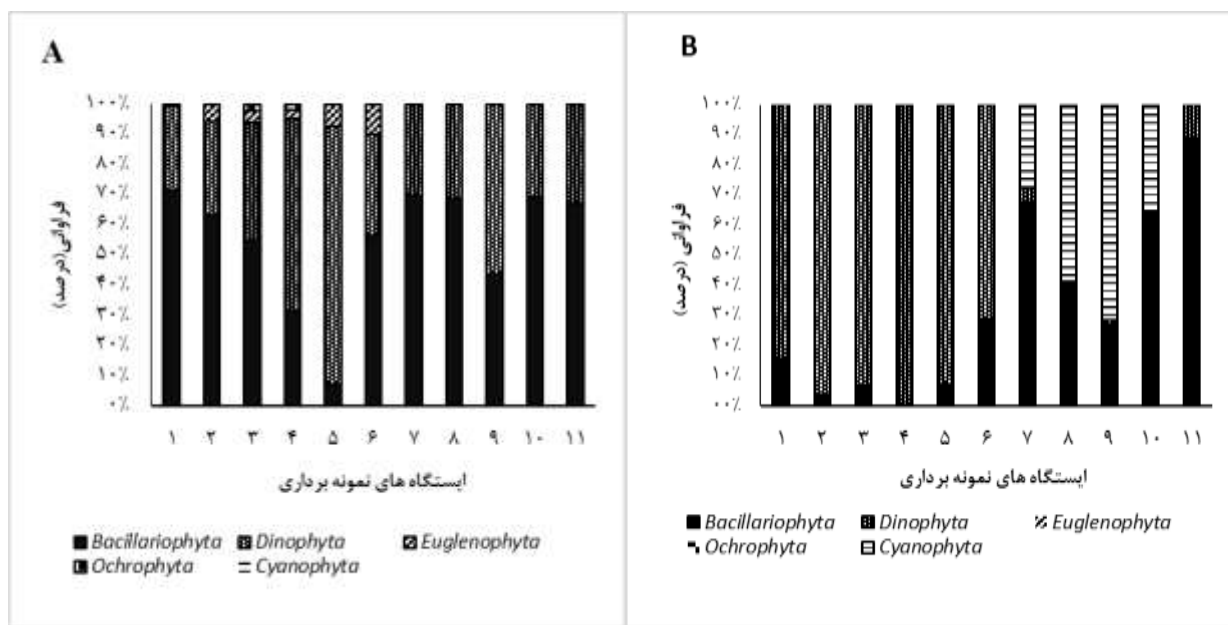 A
۱۰۰٪
۹۰٪
۸۰٪
۷۰٪
۶۰٪
۵۰٪
۴۰٪
۳۰٪
۲۰٪
۱۰٪
۰٪
فراوانی(درصد)
۱ ۲ ۳ ۴ ۵ ۶ ۷ ۸ ۹ ۱۰ ۱۱
ایستگاه های نمونه برداری
Bacillariophyta Dinophyta Euglenophyta
Ochrophyta Cyanophyta
B
۱۰۰٪
۹۰٪
۸۰٪
۷۰٪
۶۰٪
۵۰٪
۴۰٪
۳۰٪
۲۰٪
۱۰٪
۰۰٪
فراوانی (درصد)
۱ ۲ ۳ ۴ ۵ ۶ ۷ ۸ ۹ ۱۰ ۱۱
ایستگاه های نمونه برداری
Bacillariophyta Dinophyta Euglenophyta
Ochrophyta Cyanophyta